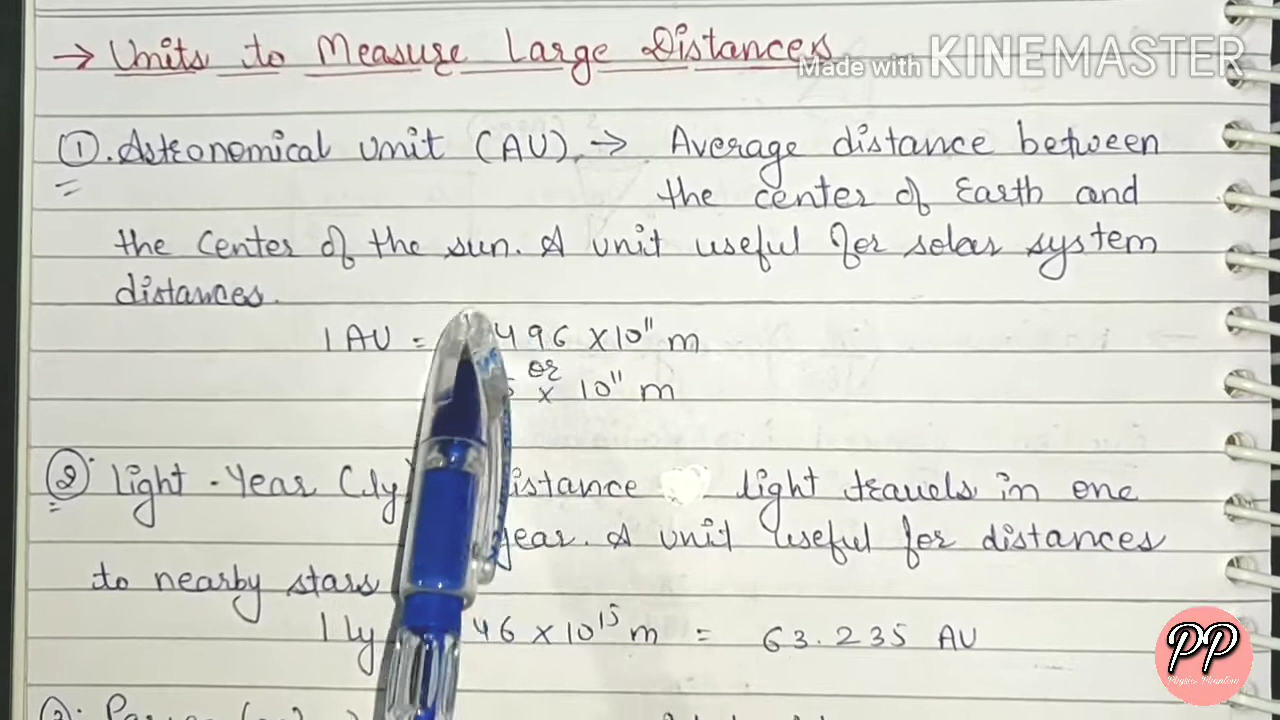 → Units to Measure Large Distances
Made with KINEMASTER
①. Astronomical Unit (AU) → Average distance between
the center of Earth and
the Center of the sun. A unit useful for solar system
distances.
1 AU = 496 × 10¹¹ m
or
× 10¹¹ m
②. Light - Year (ly) istance light travels in one
year. A unit useful for distances
to nearby stars
1 ly 46 × 10¹⁵ m = 63.235 AU
PP
Physics Phantom